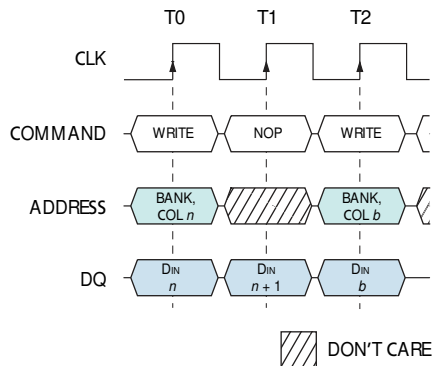 T0 T1 T2
CLK
COMMAND WRITE NOP WRITE
ADDRESS BANK, COL n BANK, COL b
DQ DIN n DIN n + 1 DIN b
DON'T CARE